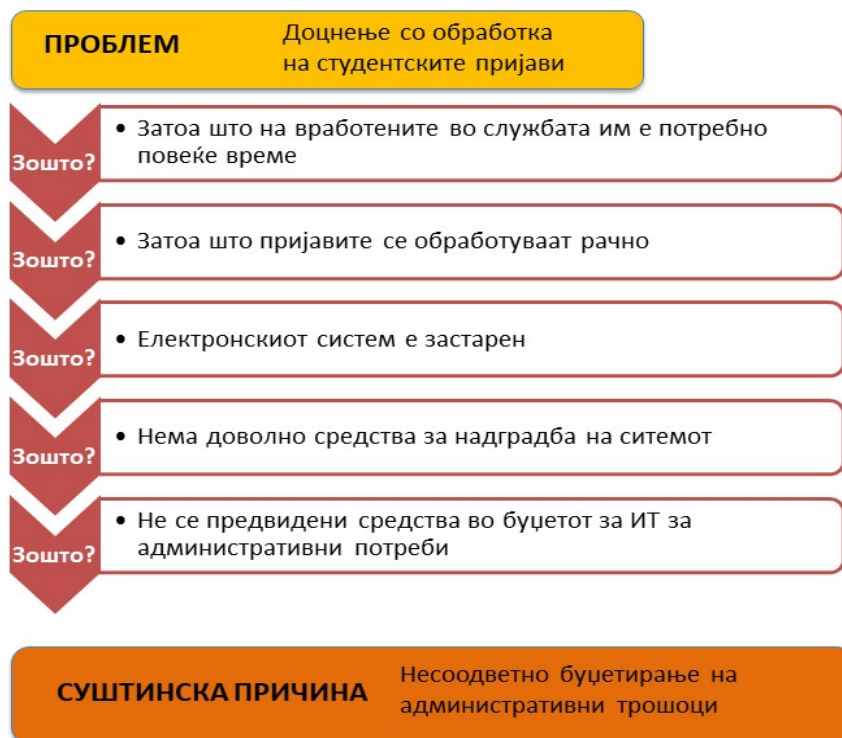 ПРОБЛЕМ
Доцнење со обработка
на студентските пријави
Зошто?
• Затоа што на вработените во службата им е потребно
повеќе време
Зошто?
• Затоа што пријавите се обработуваат рачно
Зошто?
• Електронскиот систем е застарен
Зошто?
• Нема доволно средства за надградба на ситемот
Зошто?
• Не се предвидени средства во буџетот за ИТ за
административни потреби
СУШТИНСКА ПРИЧИНА
Несоодветно буџетирање на
административни трошоци